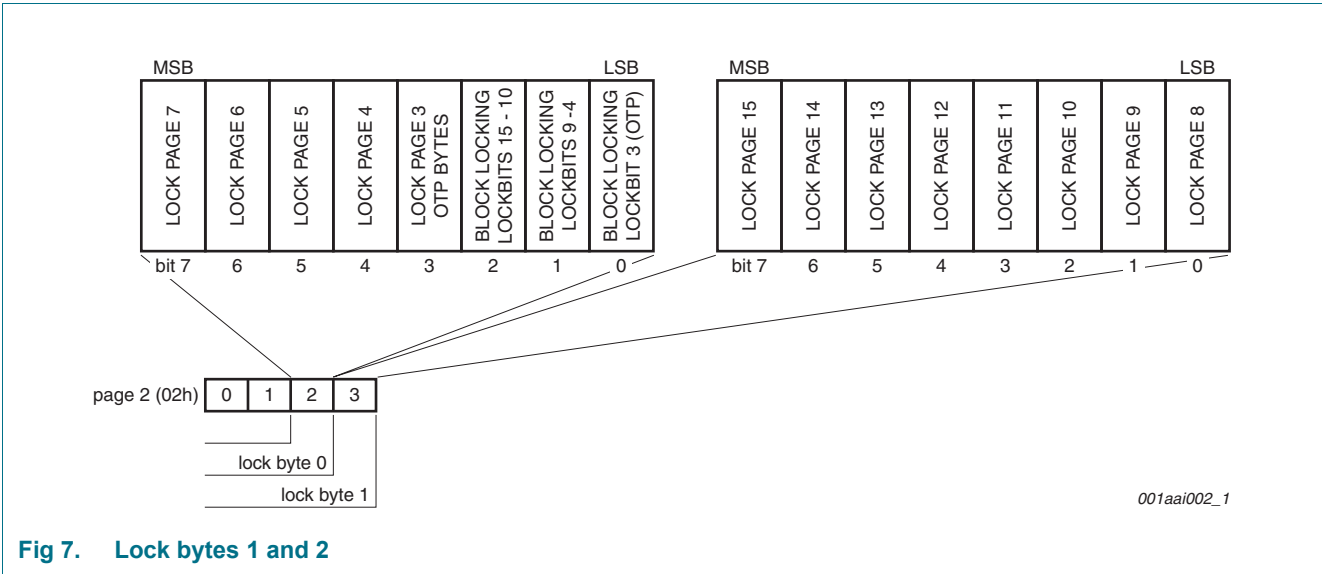 MSB LSB MSB LSB
LOCK PAGE 7
LOCK PAGE 6
LOCK PAGE 5
LOCK PAGE 4
LOCK PAGE 3
OTP BYTES
BLOCK LOCKING
LOCKBITS 15 - 10
BLOCK LOCKING
LOCKBITS 9 -4
BLOCK LOCKING
LOCKBIT 3 (OTP)
LOCK PAGE 15
LOCK PAGE 14
LOCK PAGE 13
LOCK PAGE 12
LOCK PAGE 11
LOCK PAGE 10
LOCK PAGE 9
LOCK PAGE 8
bit 7 6 5 4 3 2 1 0 bit 7 6 5 4 3 2 1 0
page 2 (02h) 0 1 2 3
lock byte 0
lock byte 1
001aai002_1
Fig 7. Lock bytes 1 and 2